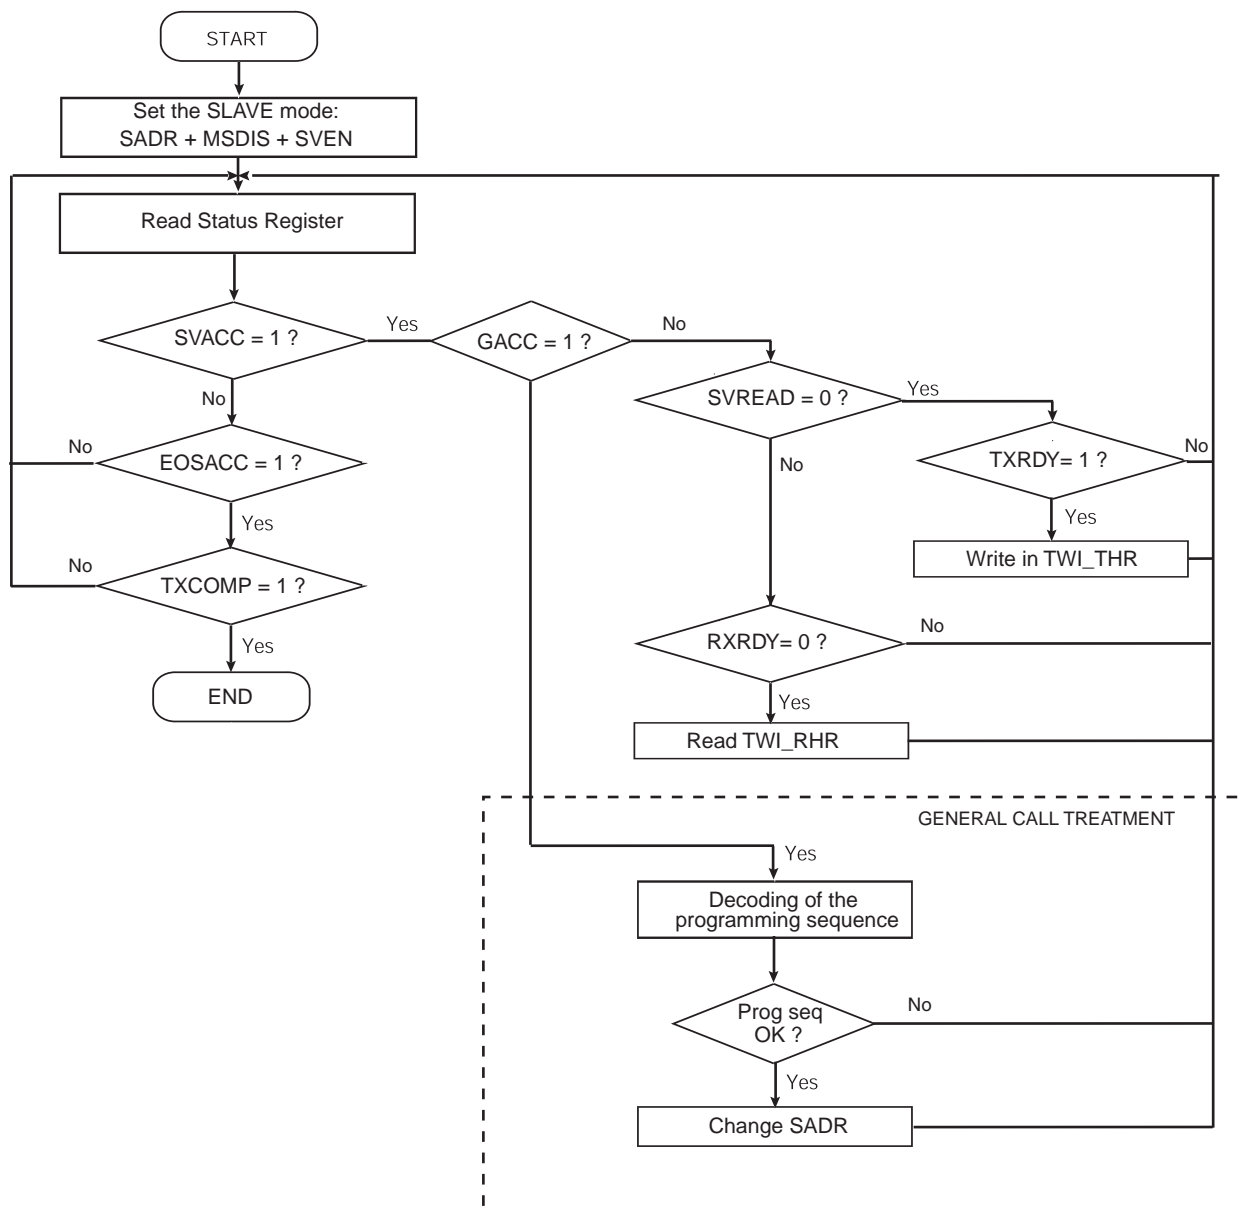 START
Set the SLAVE mode:
SADR + MSDIS + SVEN
Read Status Register
SVACC = 1 ?
Yes
GACC = 1 ?
No
No
SVREAD = 0 ?
Yes
No
EOSACC = 1 ?
No
No
TXRDY= 1 ?
Yes
Yes
Write in TWI_THR
No
TXCOMP = 1 ?
Yes
RXRDY= 0 ?
No
END
Yes
Read TWI_RHR
GENERAL CALL TREATMENT
Yes
Decoding of the
programming sequence
Prog seq
OK ?
No
Yes
Change SADR